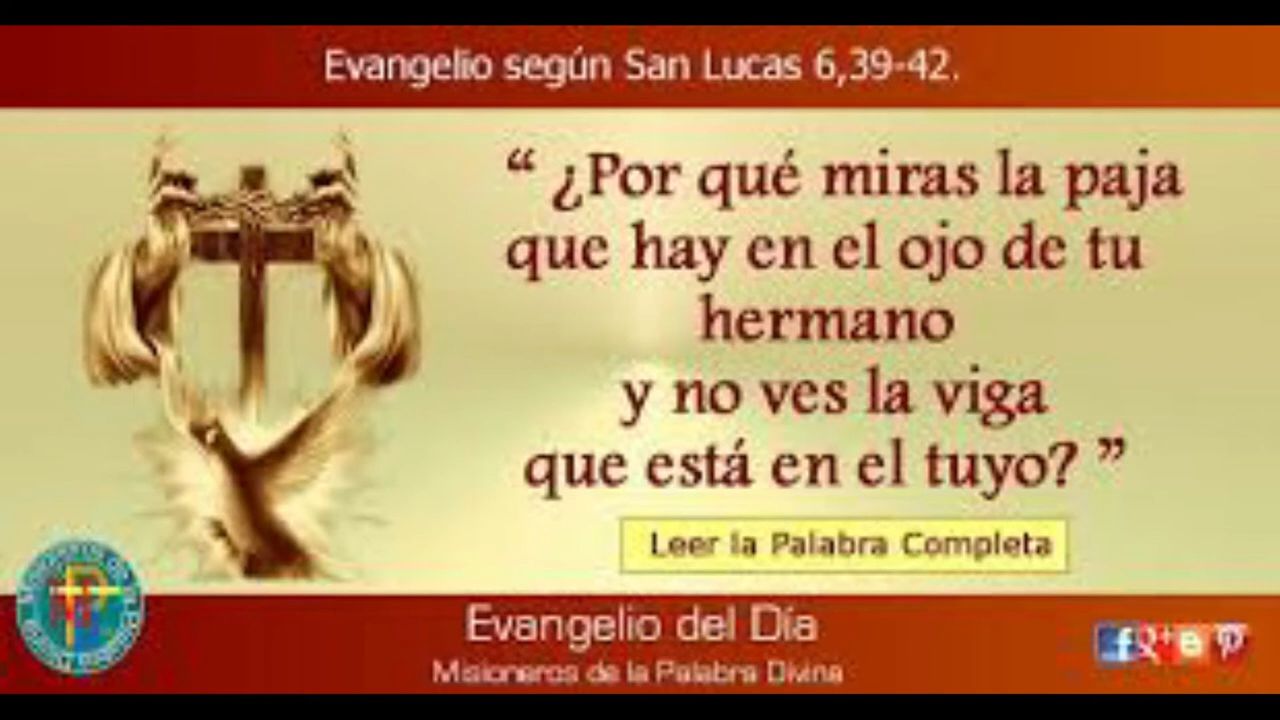 Evangelio según San Lucas 6,39-42.
“ ¿Por qué miras la paja
que hay en el ojo de tu
hermano
y no ves la viga
que está en el tuyo? ”
Leer la Palabra Completa
Evangelio del Día
Misioneros de la Palabra Divina